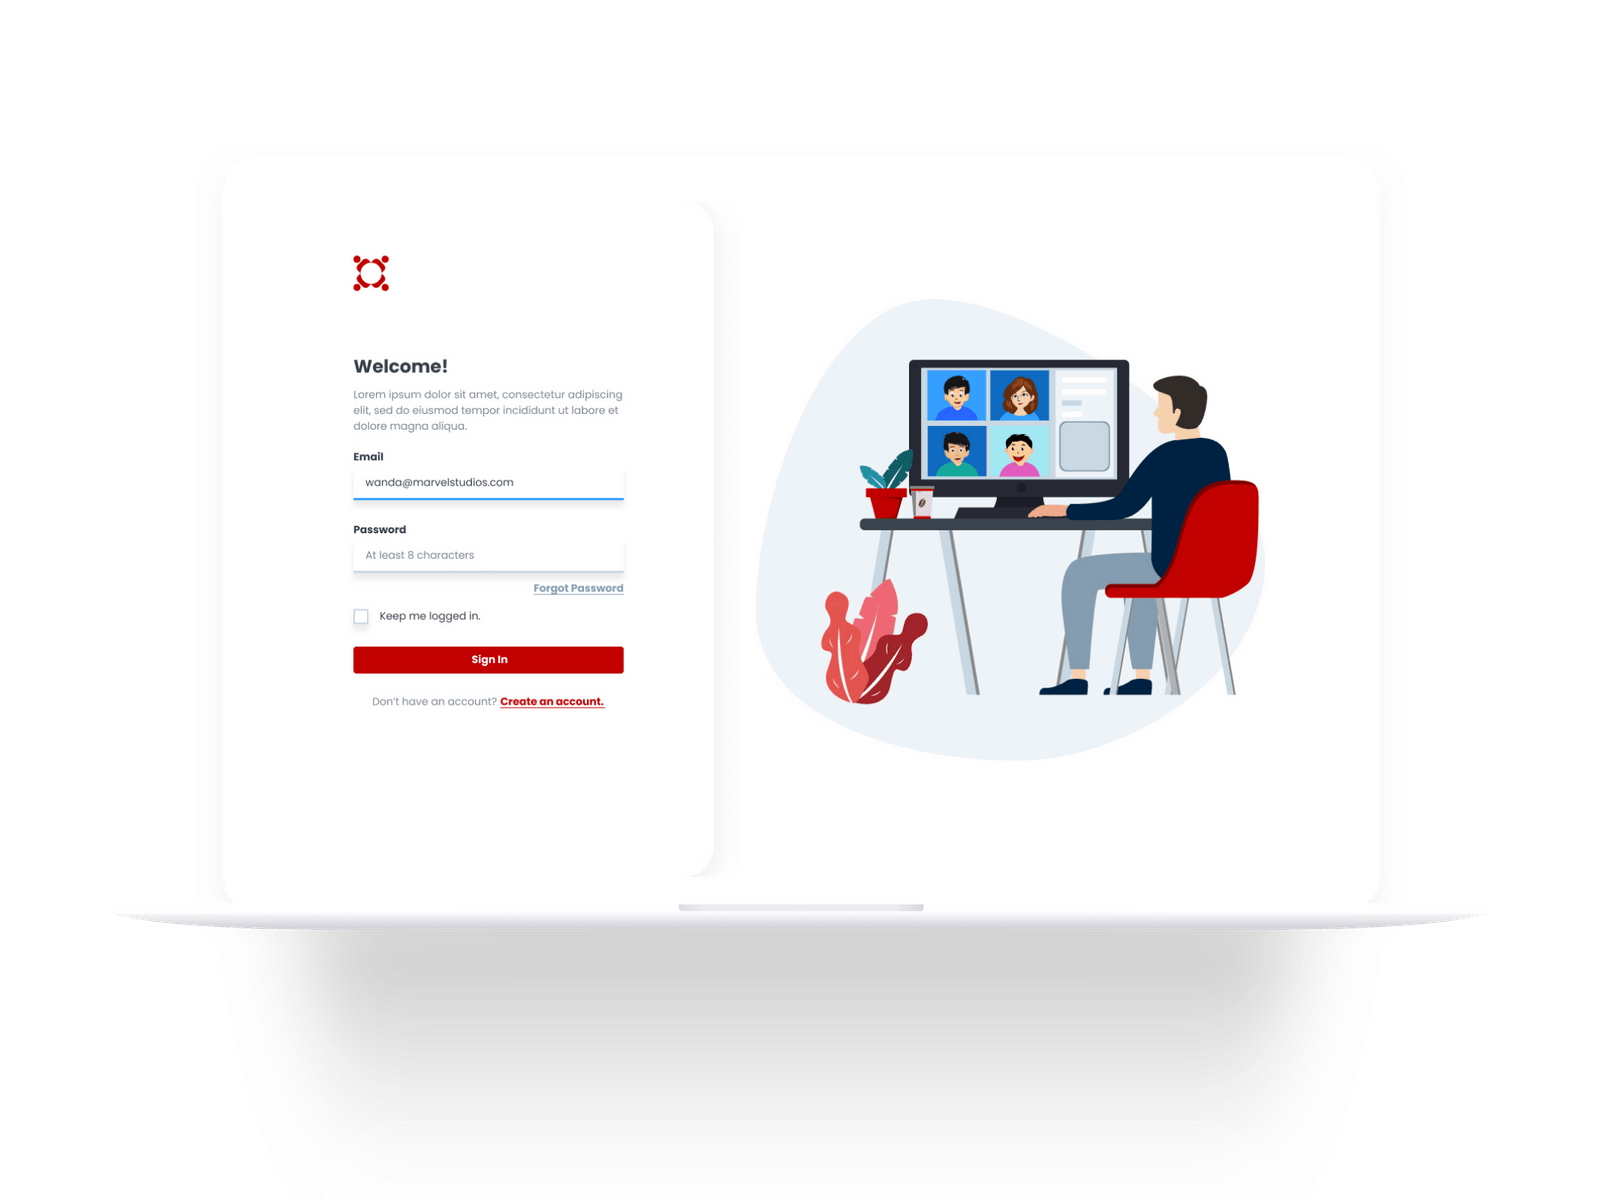 Welcome!
Lorem ipsum dolor sit amet, consectetur adipiscing
elit, sed do eiusmod tempor incididunt ut labore et
dolore magna aliqua.
Email
wanda@marvelstudios.com
Password
At least 8 characters
Forgot Password
Keep me logged in.
Sign In
Don't have an account? Create an account.